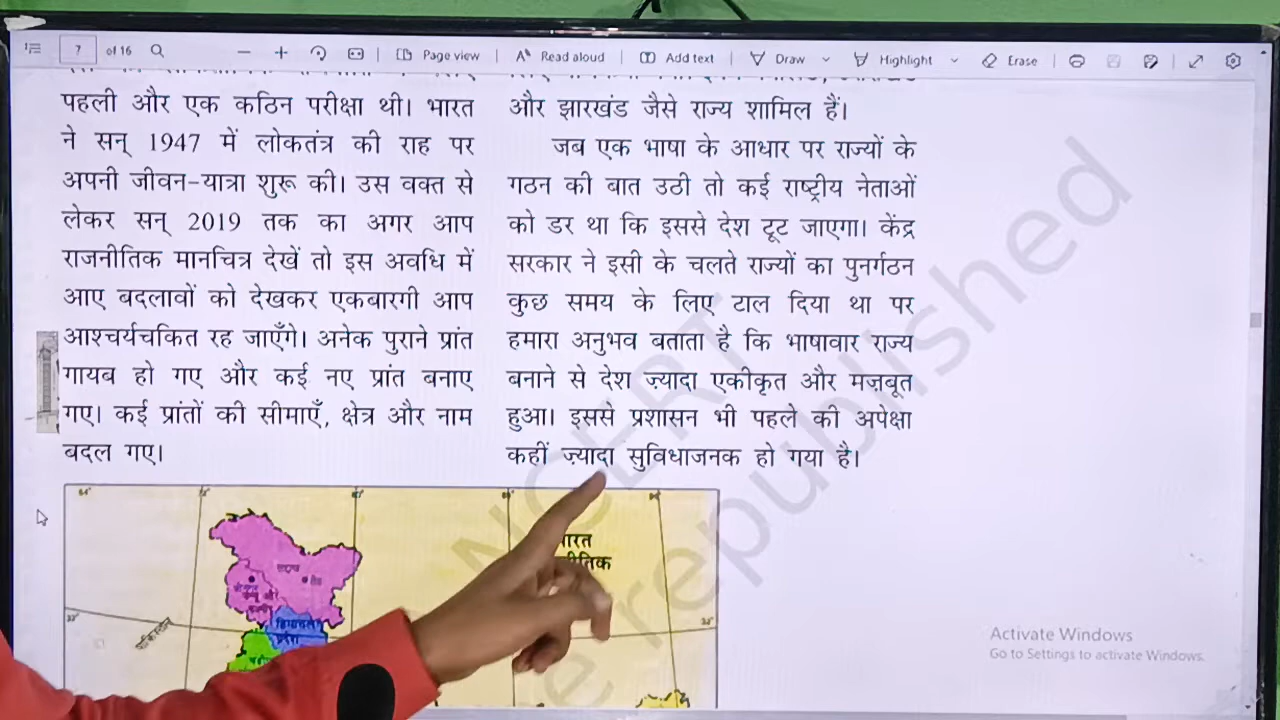 7 of 16
Page view
Read aloud
Add text
Draw
Highlight
Erase
पहली और एक कठिन परीक्षा थी। भारत
ने सन् 1947 में लोकतंत्र की राह पर
अपनी जीवन-यात्रा शुरू की। उस वक्त से
लेकर सन् 2019 तक का अगर आप
राजनीतिक मानचित्र देखें तो इस अवधि में
आए बदलावों को देखकर एकबारगी आप
आश्चर्यचकित रह जाएँगे। अनेक पुराने प्रांत
गायब हो गए और कई नए प्रांत बनाए
गए। कई प्रांतों की सीमाएँ, क्षेत्र और नाम
बदल गए।
और झारखंड जैसे राज्य शामिल हैं।
जब एक भाषा के आधार पर राज्यों के
गठन की बात उठी तो कई राष्ट्रीय नेताओं
को डर था कि इससे देश टूट जाएगा। केंद्र
सरकार ने इसी के चलते राज्यों का पुनर्गठन
कुछ समय के लिए टाल दिया था पर
हमारा अनुभव बताता है कि भाषावार राज्य
बनाने से देश ज़्यादा एकीकृत और मज़बूत
हुआ। इससे प्रशासन भी पहले की अपेक्षा
कहीं ज़्यादा सुविधाजनक हो गया है।
लद्दाख
लेह
हिमाचल
प्रदेश
पाकिस्तान
NCERT
republished
Activate Windows
Go to Settings to activate Windows.